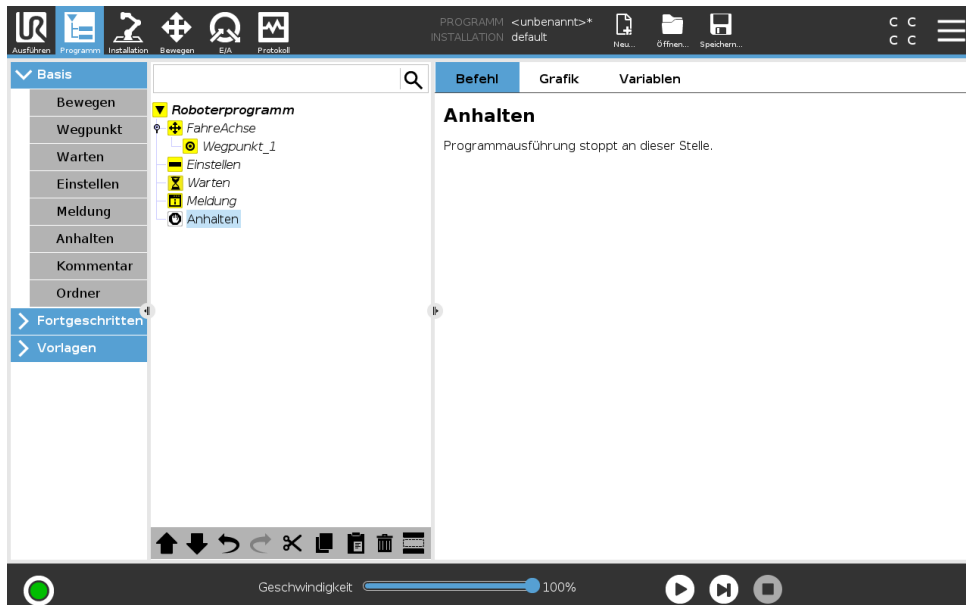 UR
PROGRAMM <unbenannt>*
INSTALLATION default
Ausführen Programm Installation Bewegen E/A Protokoll
Neu... Öffnen... Speichern...
C C
C C
Basis
Bewegen
Wegpunkt
Warten
Einstellen
Meldung
Anhalten
Kommentar
Ordner
Fortgeschritten
Vorlagen
Roboterprogramm
FahreAchse
Wegpunkt_1
Einstellen
Warten
Meldung
Anhalten
Befehl Grafik Variablen
Anhalten
Programmausführung stoppt an dieser Stelle.
Geschwindigkeit 100%